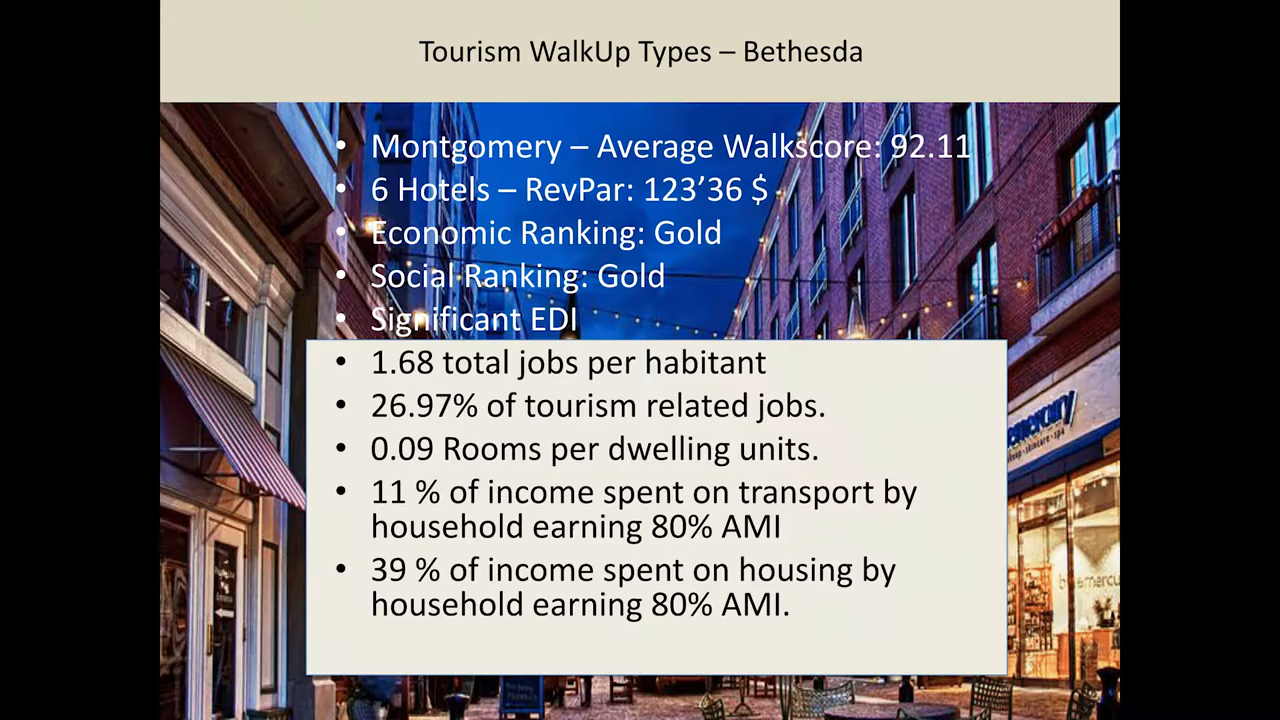 Tourism WalkUp Types – Bethesda
• Montgomery – Average Walkscore: 92.11
• 6 Hotels – RevPar: 123’36 $
• Economic Ranking: Gold
• Social Ranking: Gold
• Significant EDI
• 1.68 total jobs per habitant
• 26.97% of tourism related jobs.
• 0.09 Rooms per dwelling units.
• 11 % of income spent on transport by
household earning 80% AMI
• 39 % of income spent on housing by
household earning 80% AMI.